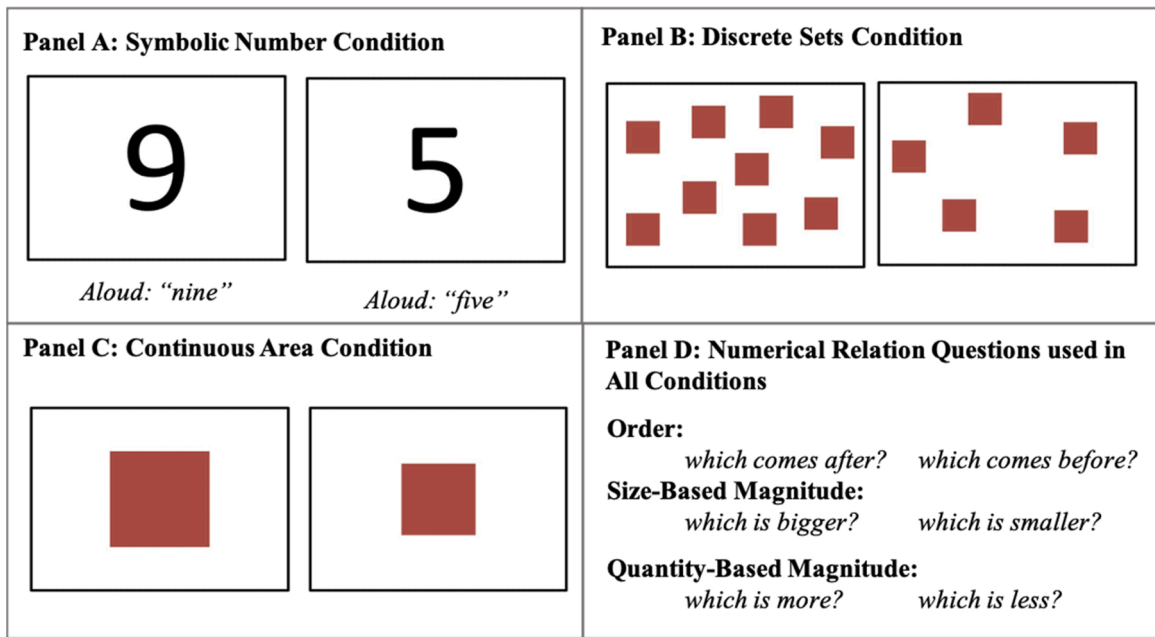 Panel A: Symbolic Number Condition
9
5
Aloud: “nine”
Aloud: “five”
Panel B: Discrete Sets Condition
Panel C: Continuous Area Condition
Panel D: Numerical Relation Questions used in
All Conditions
Order:
which comes after? which comes before?
Size-Based Magnitude:
which is bigger? which is smaller?
Quantity-Based Magnitude:
which is more? which is less?